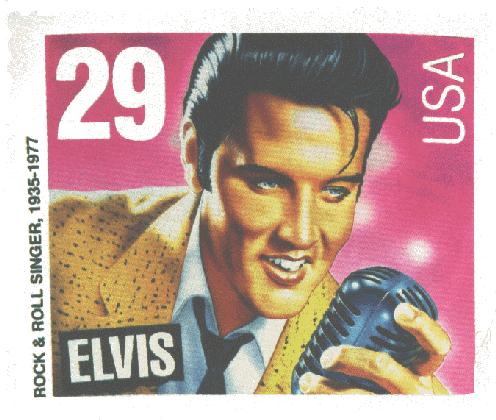 29
USA
ROCK & ROLL SINGER, 1935-1977
ELVIS